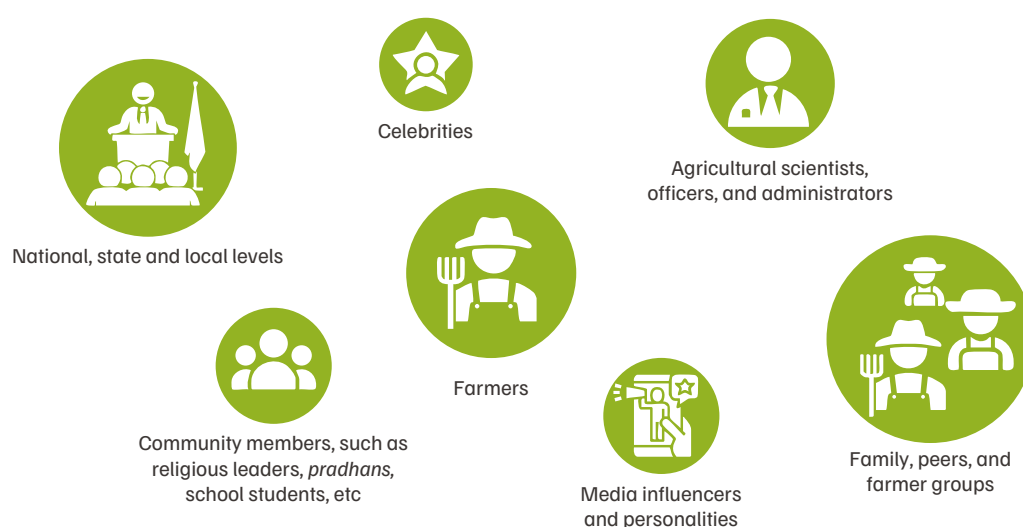 Celebrities
Agricultural scientists,
officers, and administrators
National, state and local levels
Farmers
Community members, such as
religious leaders, pradhans,
school students, etc
Media influencers
and personalities
Family, peers, and
farmer groups